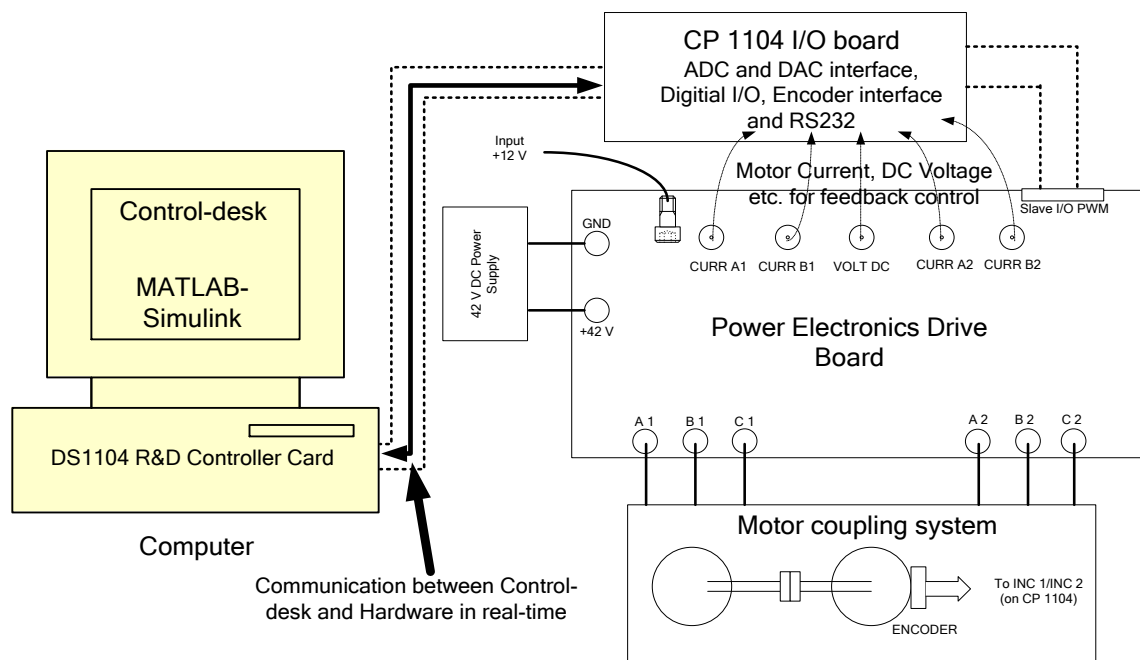 CP 1104 I/O board
ADC and DAC interface,
Digitial I/O, Encoder interface
and RS232
Input
+12 V
Motor Current, DC Voltage
etc. for feedback control
Slave I/O PWM
Control-desk
MATLAB-
Simulink
DS1104 R&D Controller Card
Computer
Communication between Control-
desk and Hardware in real-time
42 V DC Power
Supply
GND
+42 V
CURR A1
CURR B1
VOLT DC
CURR A2
CURR B2
Power Electronics Drive
Board
A 1
B 1
C 1
A 2
B 2
C 2
Motor coupling system
ENCODER
To INC 1/INC 2
(on CP 1104)